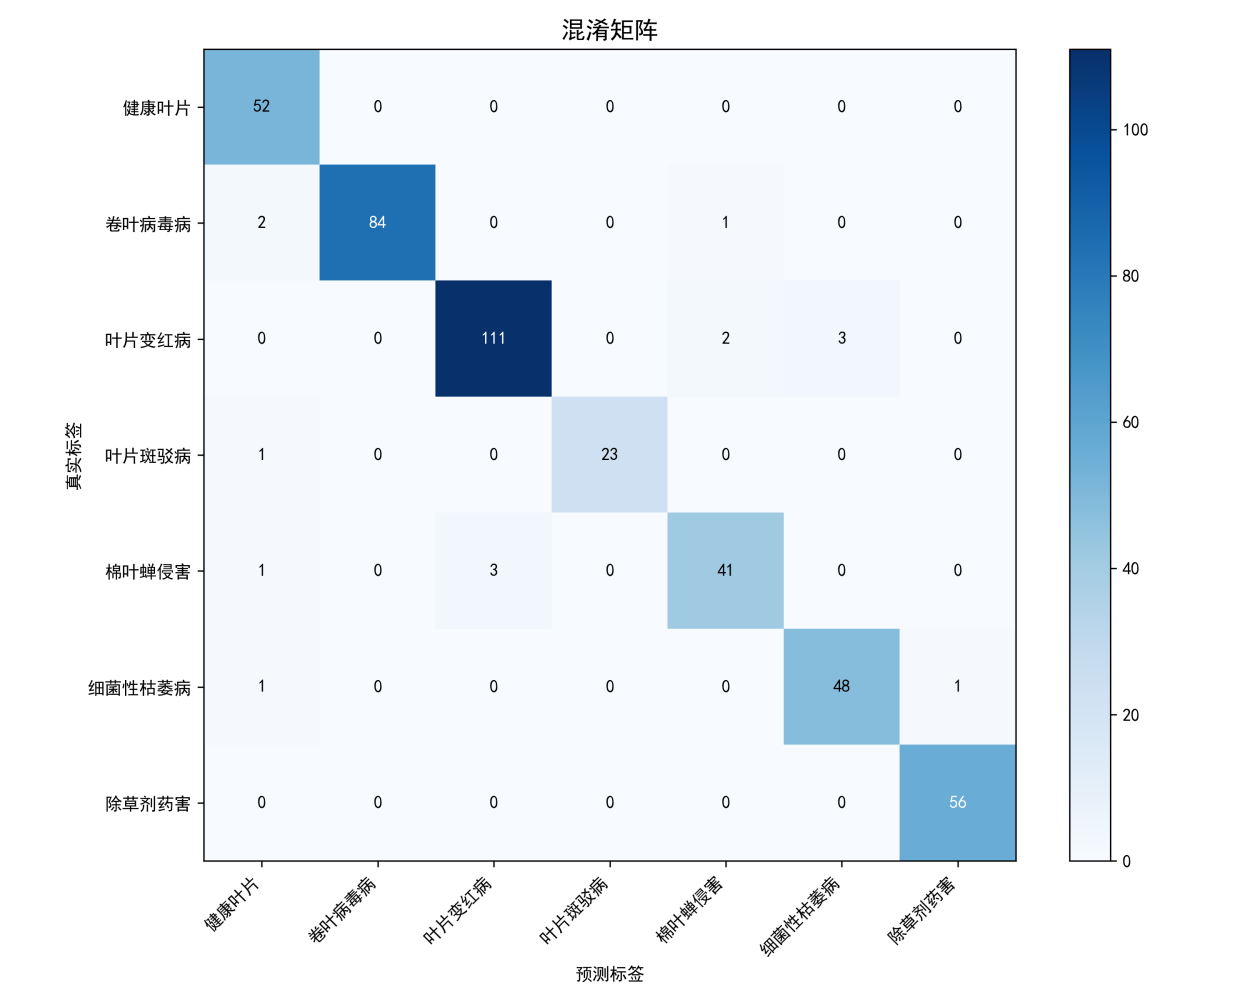 混淆矩阵
健康叶片 52 0 0 0 0 0 0
卷叶病毒病 2 84 0 0 1 0 0
叶片变红病 0 0 111 0 2 3 0
叶片斑驳病 1 0 0 23 0 0 0
棉叶蝉侵害 1 0 3 0 41 0 0
细菌性枯萎病 1 0 0 0 0 48 1
除草剂药害 0 0 0 0 0 0 56
真实标签
健康叶片 卷叶病毒病 叶片变红病 叶片斑驳病 棉叶蝉侵害 细菌性枯萎病 除草剂药害
预测标签
100
80
60
40
20
0